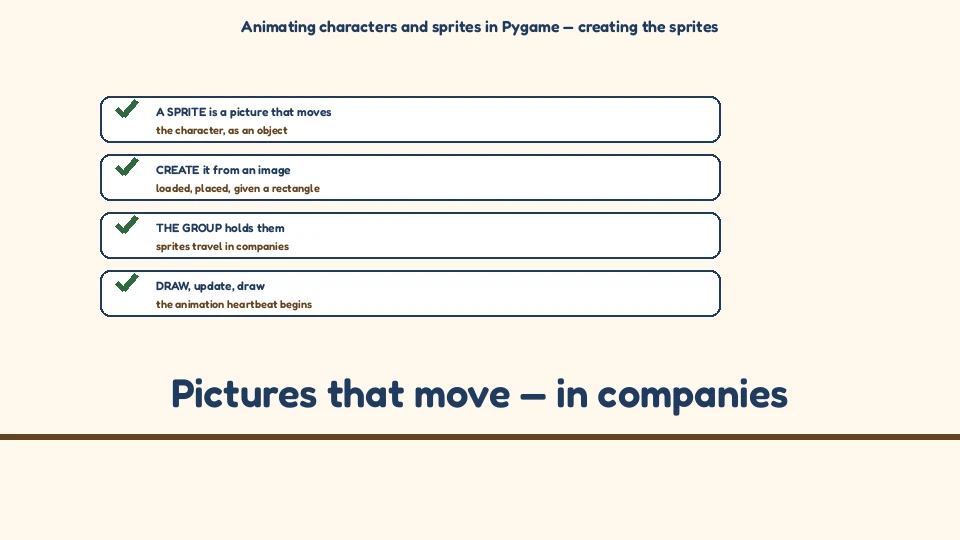 Animating characters and sprites in Pygame — creating the sprites
A SPRITE is a picture that moves
the character, as an object
CREATE it from an image
loaded, placed, given a rectangle
THE GROUP holds them
sprites travel in companies
DRAW, update, draw
the animation heartbeat begins
Pictures that move — in companies